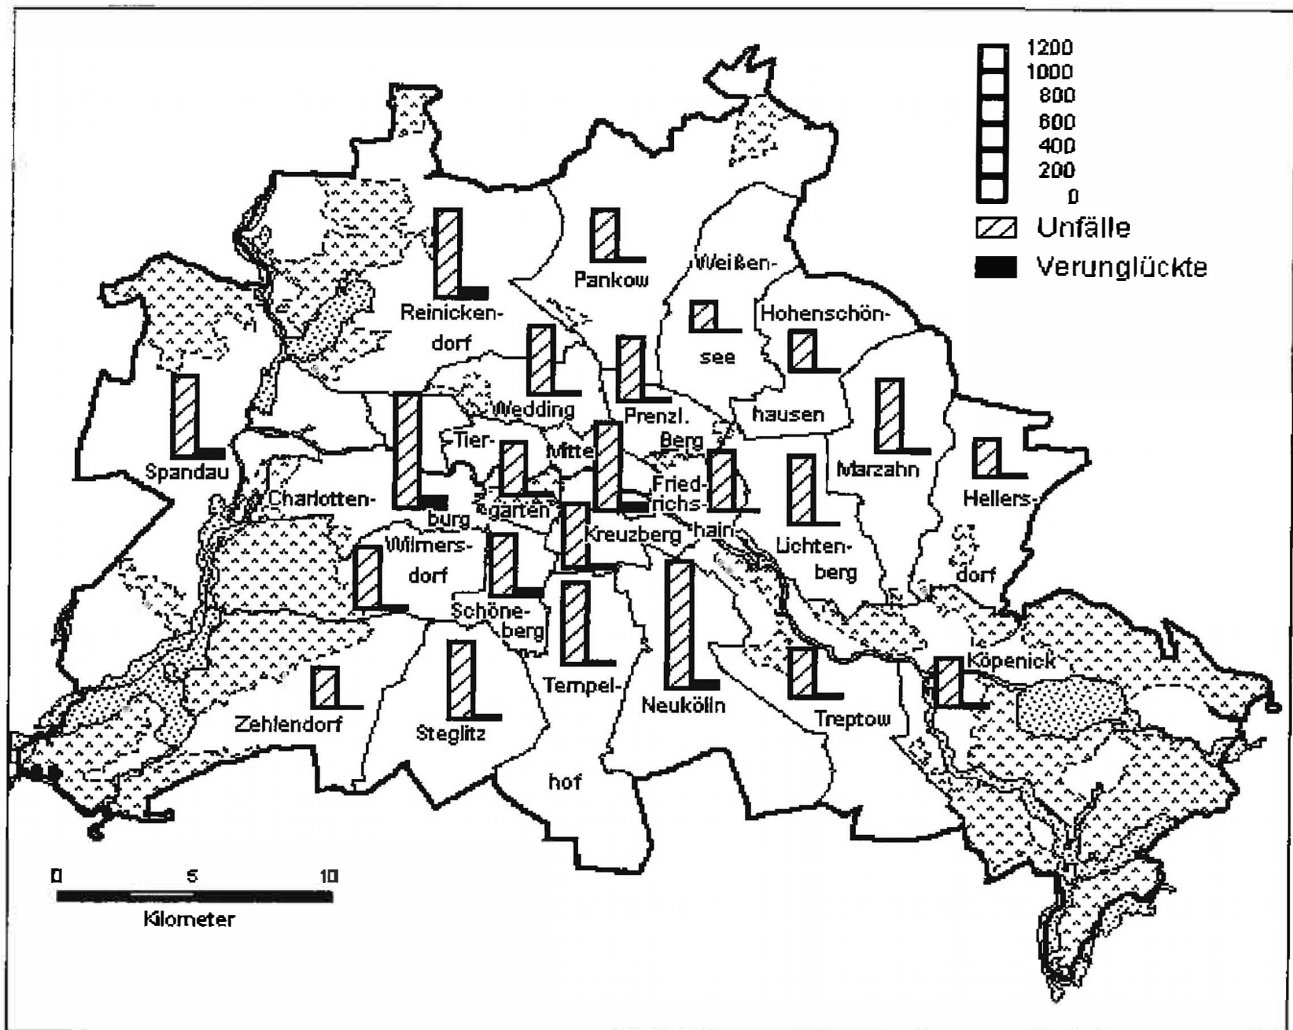 1200
1000
800
600
400
200
0
Unfälle
Verunglückte
Pankow
Weißen-
see
Hohenschön-
hausen
Reinicken-
dorf
Wedding
Prenzl.
Berg
Marzahn
Hellers-
dorf
Spandau
Charlotten-
burg
Tier-
garten
Mitte
Fried-
richs-
hain
Kreuzberg
Lichten-
berg
Wilmers-
dorf
Schöne-
berg
Köpenick
Zehlendorf
Steglitz
Tempel-
hof
Neukölln
Treptow
0 5 10
Kilometer